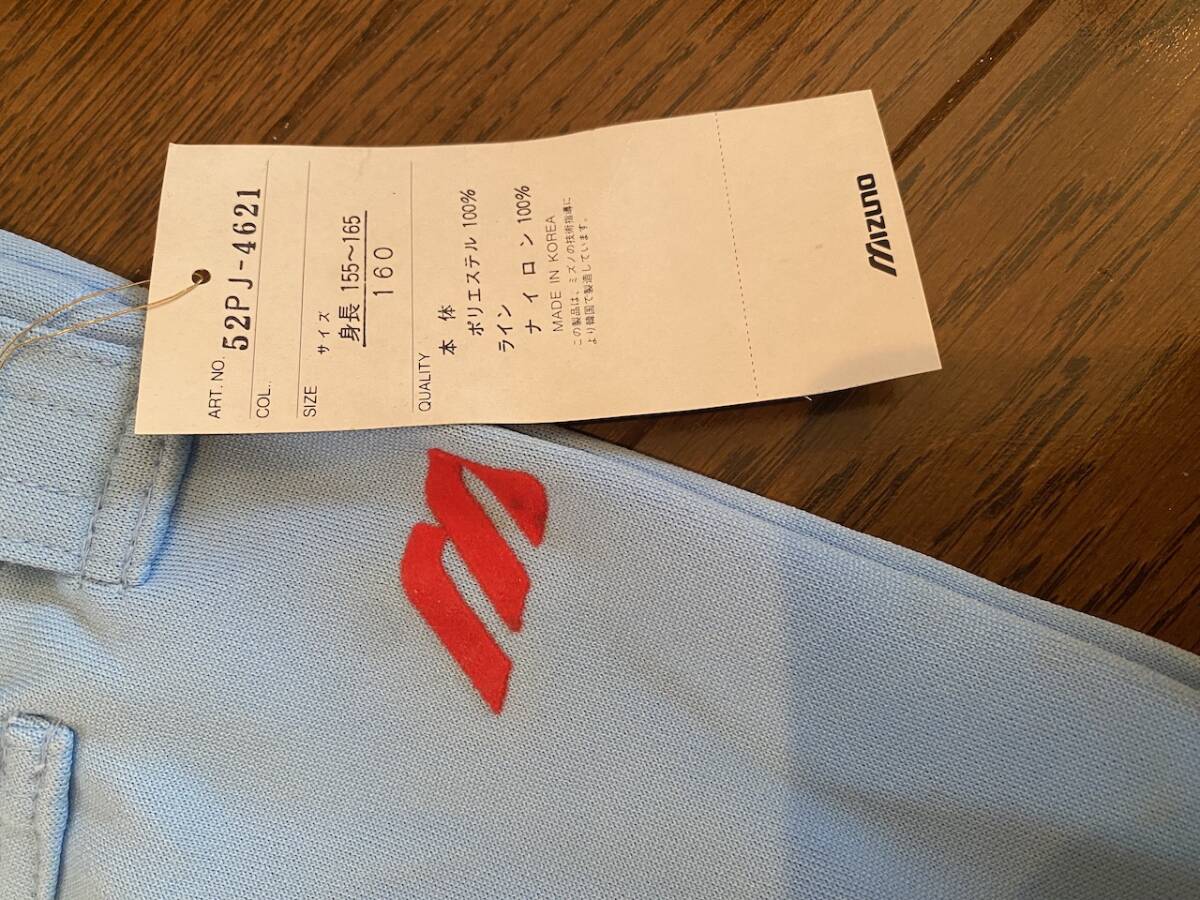 ART. NO.
52PJ-4621
COL.
SIZE
サイズ
身長 155～165
160
QUALITY
本体
ポリエステル 100%
ライン
ナイロン 100%
MADE IN KOREA
この製品は、ミズノの技術指導に
より韓国で製造しています。
MIZUNO